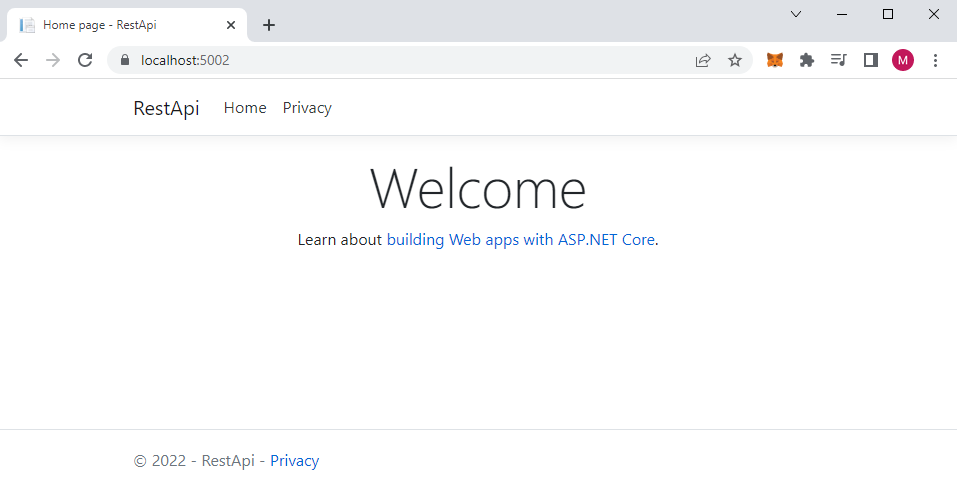 Home page - RestApi
localhost:5002
M
RestApi Home Privacy
Welcome
Learn about building Web apps with ASP.NET Core.
© 2022 - RestApi - Privacy